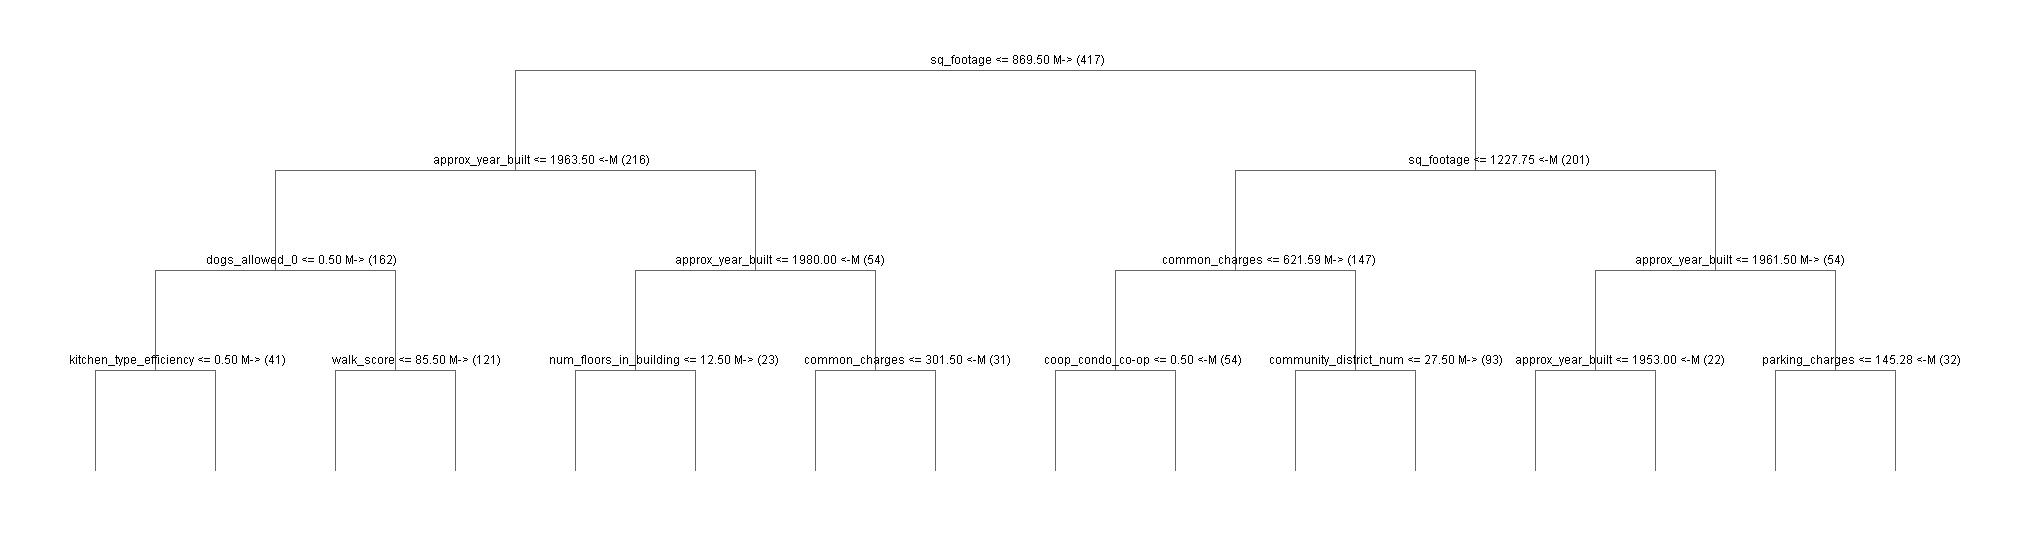 sq_footage <= 869.50 M-> (417)
approx_year_built <= 1963.50 <-M (216)
sq_footage <= 1227.75 <-M (201)
dogs_allowed_0 <= 0.50 M-> (162)
approx_year_built <= 1980.00 <-M (54)
common_charges <= 621.59 M-> (147)
approx_year_built <= 1961.50 M-> (54)
kitchen_type_efficiency <= 0.50 M-> (41)
walk_score <= 85.50 M-> (121)
num_floors_in_building <= 12.50 M-> (23)
common_charges <= 301.50 <-M (31)
coop_condo_co-op <= 0.50 <-M (54)
community_district_num <= 27.50 M-> (93)
approx_year_built <= 1953.00 <-M (22)
parking_charges <= 145.28 <-M (32)